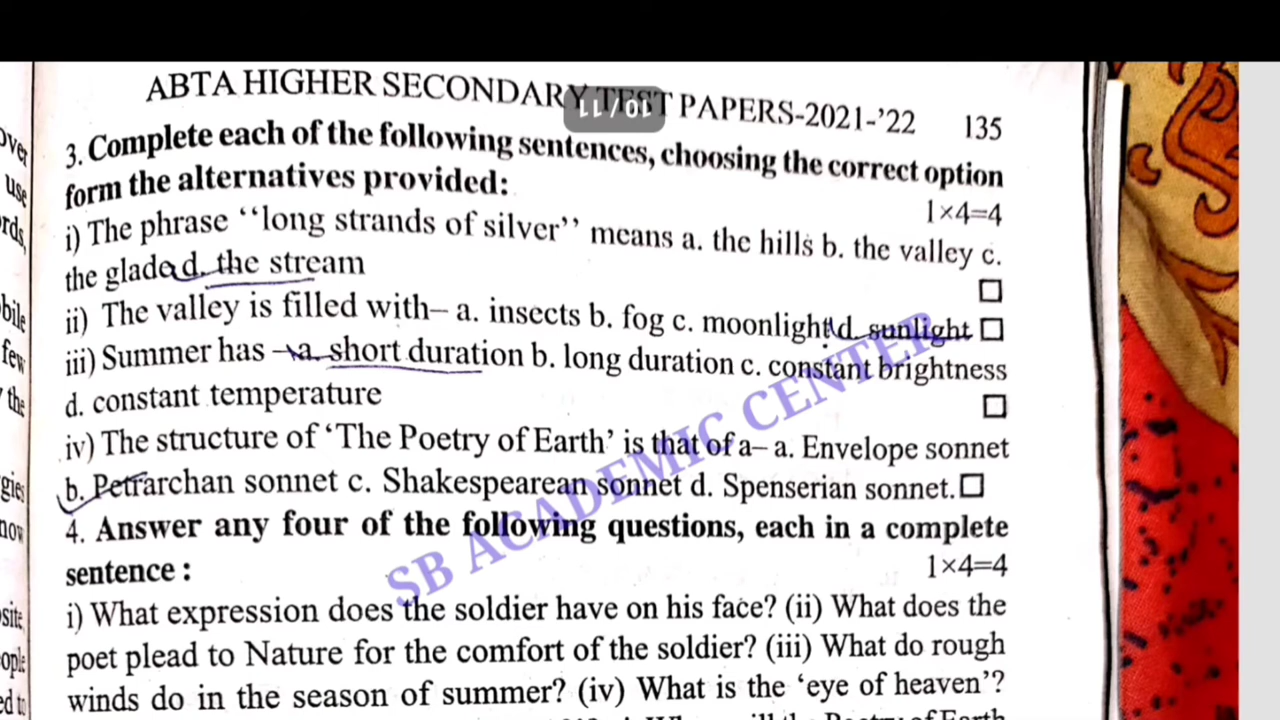 ABTA HIGHER SECONDARY TEST PAPERS-2021-'22 135
10/11
3. Complete each of the following sentences, choosing the correct option
form the alternatives provided:
1×4=4
i) The phrase ‘‘long strands of silver’’ means a. the hills b. the valley c.
the glade d. the stream □
ii) The valley is filled with– a. insects b. fog c. moonlight d. sunlight □
iii) Summer has – a. short duration b. long duration c. constant brightness
d. constant temperature □
iv) The structure of ‘The Poetry of Earth’ is that of a– a. Envelope sonnet
b. Petrarchan sonnet c. Shakespearean sonnet d. Spenserian sonnet. □
4. Answer any four of the following questions, each in a complete
sentence : 1×4=4
i) What expression does the soldier have on his face? (ii) What does the
poet plead to Nature for the comfort of the soldier? (iii) What do rough
winds do in the season of summer? (iv) What is the ‘eye of heaven’?
SB ACADEMIC CENTER